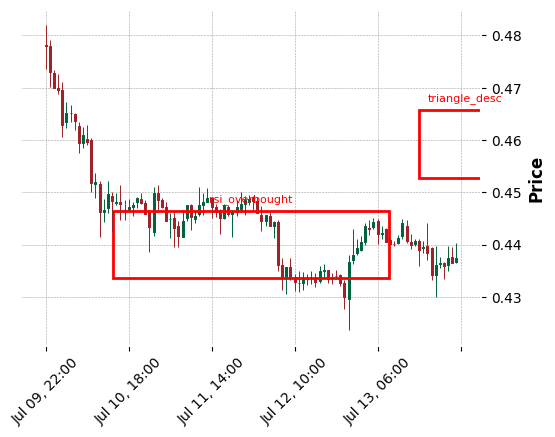 0.48
0.47
triangle_desc
0.46
0.45
rsi_overbought
0.44
0.43
Price
Jul 09, 22:00
Jul 10, 18:00
Jul 11, 14:00
Jul 12, 10:00
Jul 13, 06:00